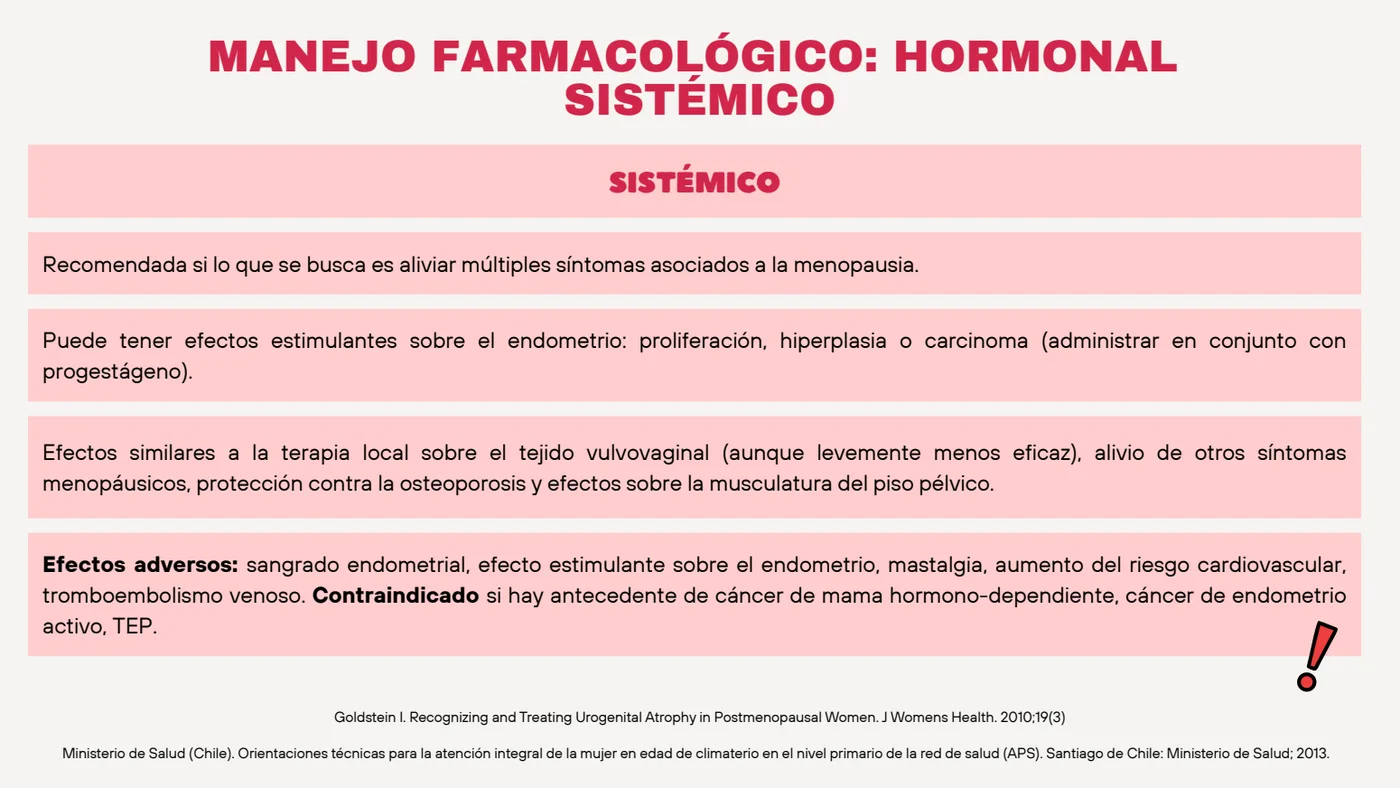 MANEJO FARMACOLÓGICO: HORMONAL
SISTÉMICO
SISTÉMICO
Recomendada si lo que se busca es aliviar múltiples síntomas asociados a la menopausia.
Puede tener efectos estimulantes sobre el endometrio: proliferación, hiperplasia o carcinoma (administrar en conjunto con
progestágeno).
Efectos similares a la terapia local sobre el tejido vulvovaginal (aunque levemente menos eficaz), alivio de otros síntomas
menopáusicos, protección contra la osteoporosis y efectos sobre la musculatura del piso pélvico.
Efectos adversos: sangrado endometrial, efecto estimulante sobre el endometrio, mastalgia, aumento del riesgo cardiovascular,
tromboembolismo venoso. Contraindicado si hay antecedente de cáncer de mama hormono-dependiente, cáncer de endometrio
activo, TEP.
Goldstein I. Recognizing and Treating Urogenital Atrophy in Postmenopausal Women. J Womens Health. 2010;19(3)
Ministerio de Salud (Chile). Orientaciones técnicas para la atención integral de la mujer en edad de climaterio en el nivel primario de la red de salud (APS). Santiago de Chile: Ministerio de Salud; 2013.